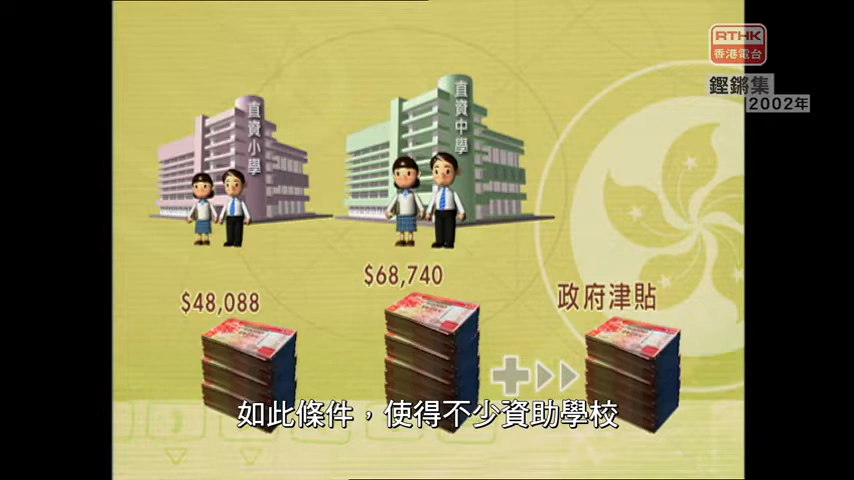 RTHK
香港電台
鏗鏘集
2002年
直資小學
直資中學
$48,088
$68,740
政府津貼
如此條件，使得不少資助學校